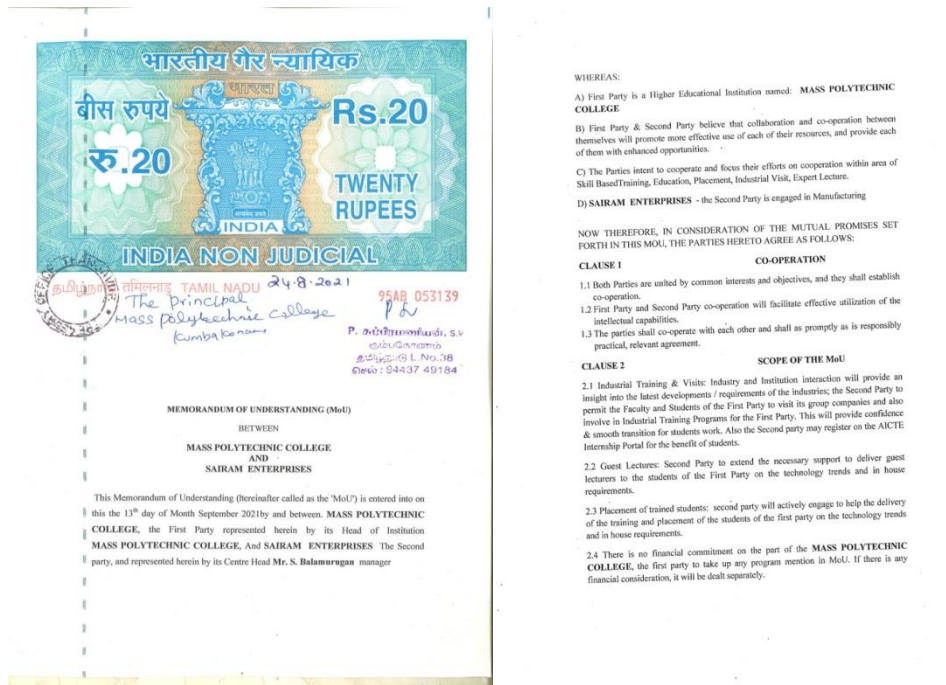 भारतीय गैर न्यायिक
भारत
बीस रुपये
Rs.20
रु.20
TWENTY
RUPEES
सत्यमेव जयते
INDIA
INDIA NON JUDICIAL
தமிழ்நாடு तमिलनाडु TAMIL NADU 24.8.2021
The Principal
Mass Polytechnic College
Kumbakonam
95AB 053139
P. சுப்பிரமணியன், S.V
கும்பகோணம்
தமிழ்நாடு L.No.38
செல் : 94437 49184
MEMORANDUM OF UNDERSTANDING (MoU)
BETWEEN
MASS POLYTECHNIC COLLEGE
AND
SAIRAM ENTERPRISES
This Memorandum of Understanding (hereinafter called as the 'MoU') is entered into on
this the 13th day of Month September 2021by and between. MASS POLYTECHNIC
COLLEGE, the First Party represented herein by its Head of Institution
MASS POLYTECHNIC COLLEGE, And SAIRAM ENTERPRISES The Second
party, and represented herein by its Centre Head Mr. S. Balamurugan manager
WHEREAS:
A) First Party is a Higher Educational Institution named: MASS POLYTECHNIC
COLLEGE
B) First Party & Second Party believe that collaboration and co-operation between
themselves will promote more effective use of each of their resources, and provide each
of them with enhanced opportunities.
C) The Parties intent to cooperate and focus their efforts on cooperation within area of
Skill BasedTraining, Education, Placement, Industrial Visit, Expert Lecture.
D) SAIRAM ENTERPRISES - the Second Party is engaged in Manufacturing
NOW THEREFORE, IN CONSIDERATION OF THE MUTUAL PROMISES SET
FORTH IN THIS MOU, THE PARTIES HERETO AGREE AS FOLLOWS:
CLAUSE 1 CO-OPERATION
1.1 Both Parties are united by common interests and objectives, and they shall establish
co-operation.
1.2 First Party and Second Party co-operation will facilitate effective utilization of the
intellectual capabilities.
1.3 The parties shall co-operate with each other and shall as promptly as is responsibly
practical, relevant agreement.
CLAUSE 2 SCOPE OF THE MoU
2.1 Industrial Training & Visits: Industry and Institution interaction will provide an
insight into the latest developments / requirements of the industries; the Second Party to
permit the Faculty and Students of the First Party to visit its group companies and also
involve in Industrial Training Programs for the First Party. This will provide confidence
& smooth transition for students work. Also the Second party may register on the AICTE
Internship Portal for the benefit of students.
2.2 Guest Lectures: Second Party to extend the necessary support to deliver guest
lecturers to the students of the First Party on the technology trends and in house
requirements.
2.3 Placement of trained students: second party will actively engage to help the delivery
of the training and placement of the students of the first party on the technology trends
and in house requirements.
2.4 There is no financial commitment on the part of the MASS POLYTECHNIC
COLLEGE, the first party to take up any program mention in MoU. If there is any
financial consideration, it will be dealt separately.